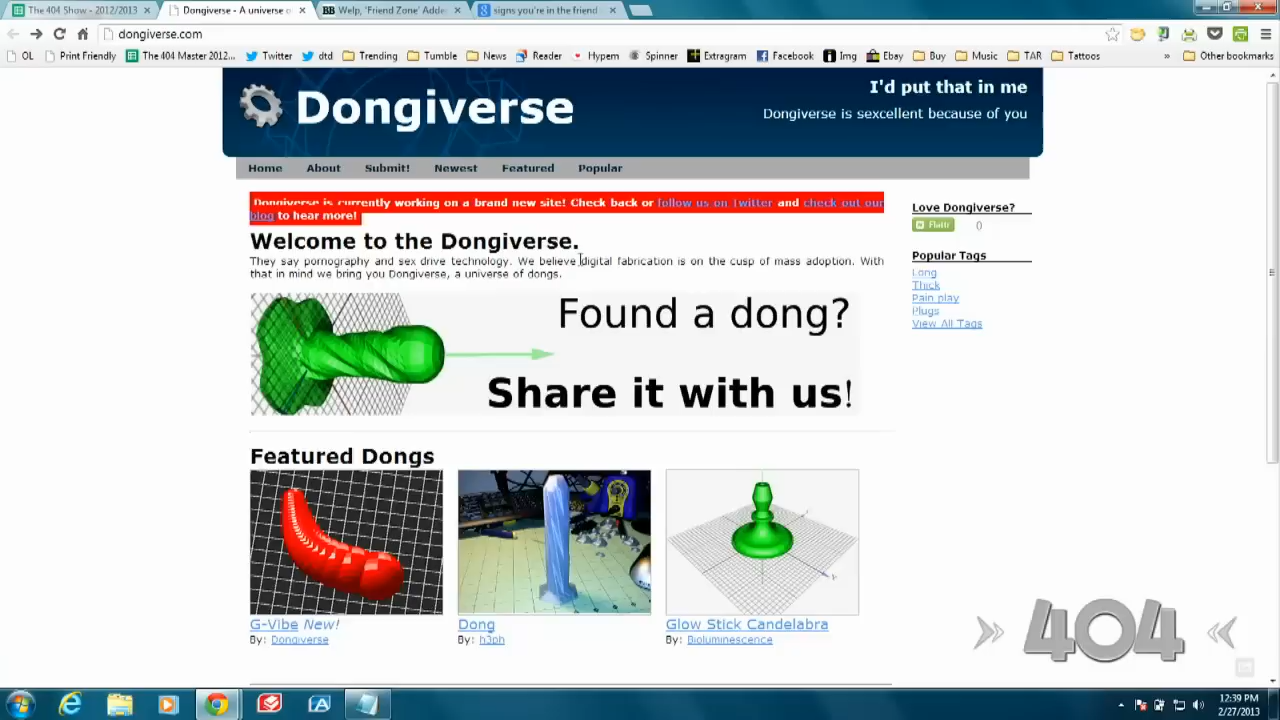 The 404 Show - 2012/2013
Dongiverse - A universe o
Welp, 'Friend Zone' Adde
signs you're in the friend
dongiverse.com
OL
Print Friendly
The 404 Master 2012...
Twitter
dtd
Trending
Tumble
News
Reader
Hypem
Spinner
Extragram
Facebook
Img
Ebay
Buy
Music
TAR
Tattoos
»
Other bookmarks
Dongiverse
I'd put that in me
Dongiverse is sexcellent because of you
Home About Submit! Newest Featured Popular
Dongiverse is currently working on a brand new site! Check back or follow us on Twitter and check out our
blog to hear more!
Welcome to the Dongiverse.
They say pornography and sex drive technology. We believe digital fabrication is on the cusp of mass adoption. With
that in mind we bring you Dongiverse, a universe of dongs.
Found a dong?
Share it with us!
Love Dongiverse?
Flattr 0
Popular Tags
Long
Thick
Pain play
Plugs
View All Tags
Featured Dongs
G-Vibe New!
By: Dongiverse
Dong
By: h3ph
Glow Stick Candelabra
By: Bioluminescence
404
12:39 PM
2/27/2013